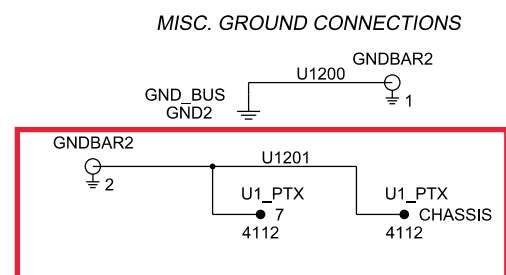 MISC. GROUND CONNECTIONS
GNDBAR2
U1200
GND_BUS
GND2
1
GNDBAR2
U1201
2
U1_PTX
7
4112
U1_PTX
CHASSIS
4112